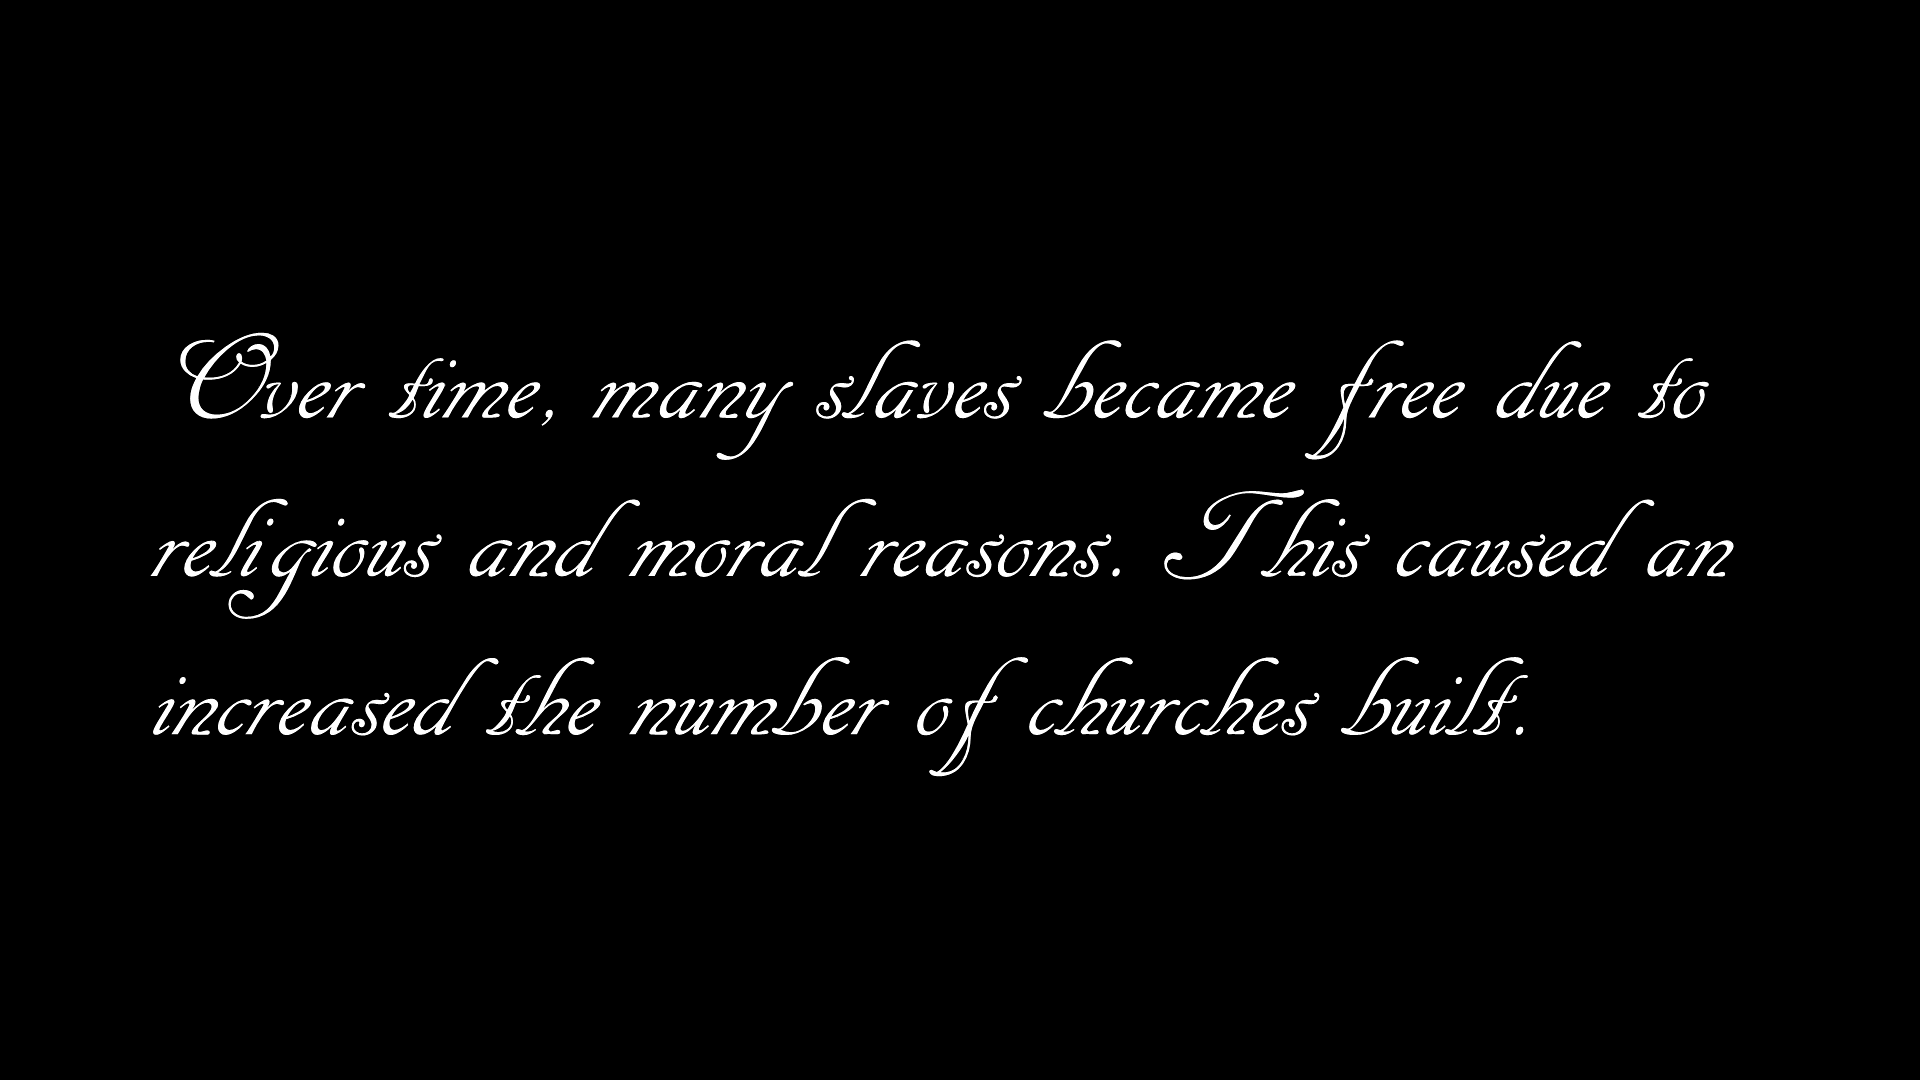 Over time, many slaves became free due to
religious and moral reasons. This caused an
increased the number of churches built.